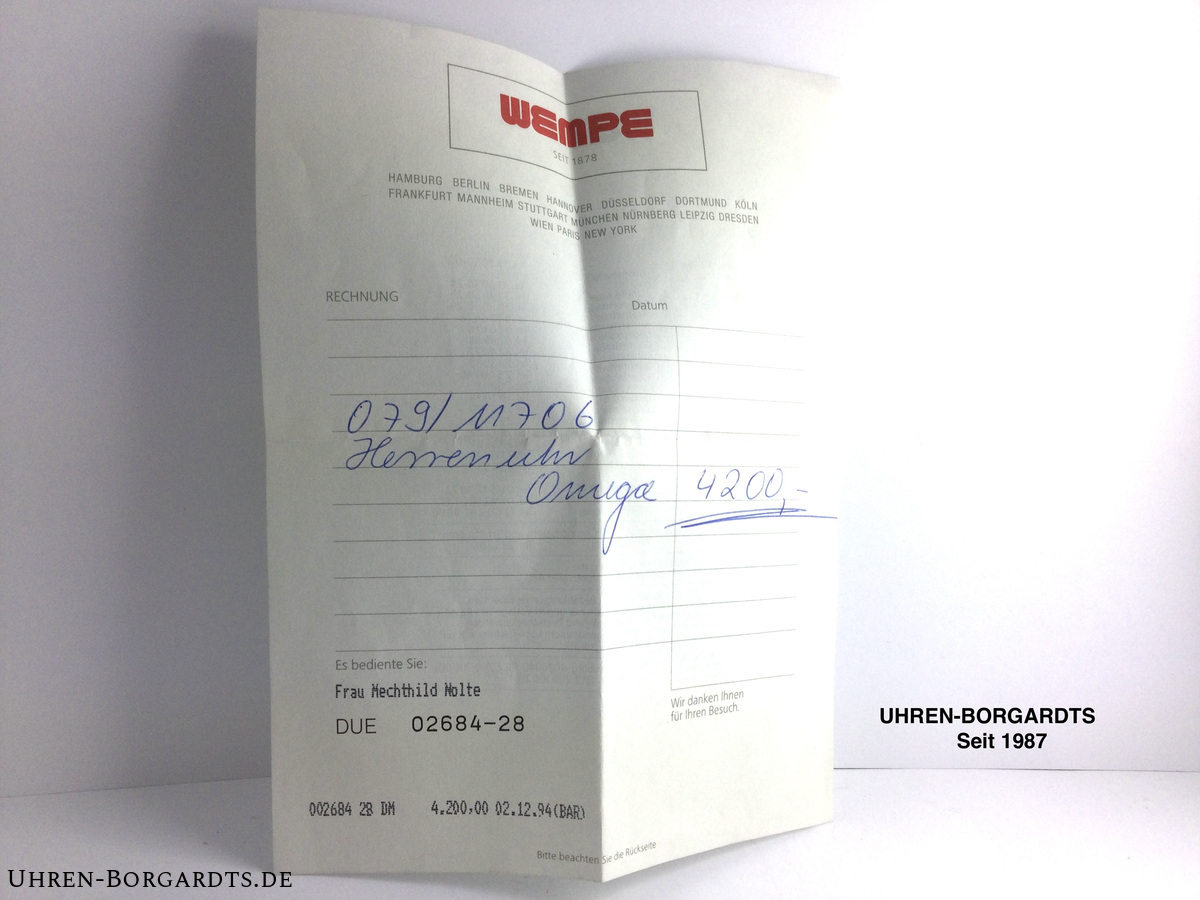 WEMPE
SEIT 1878
HAMBURG BERLIN BREMEN HANNOVER DÜSSELDORF DORTMUND KÖLN
FRANKFURT MANNHEIM STUTTGART MÜNCHEN NÜRNBERG LEIPZIG DRESDEN
WIEN PARIS NEW YORK
RECHNUNG Datum
079/11706
Herrenuhr
Omega 4200,-
Es bediente Sie:
Frau Mechthild Nolte
DUE 02684-28
Wir danken Ihnen
für Ihren Besuch.
002684 28 DM 4.200,00 02.12.94(BAR)
Bitte beachten Sie die Rückseite
UHREN-BORGARDTS
Seit 1987
UHREN-BORGARDTS.DE